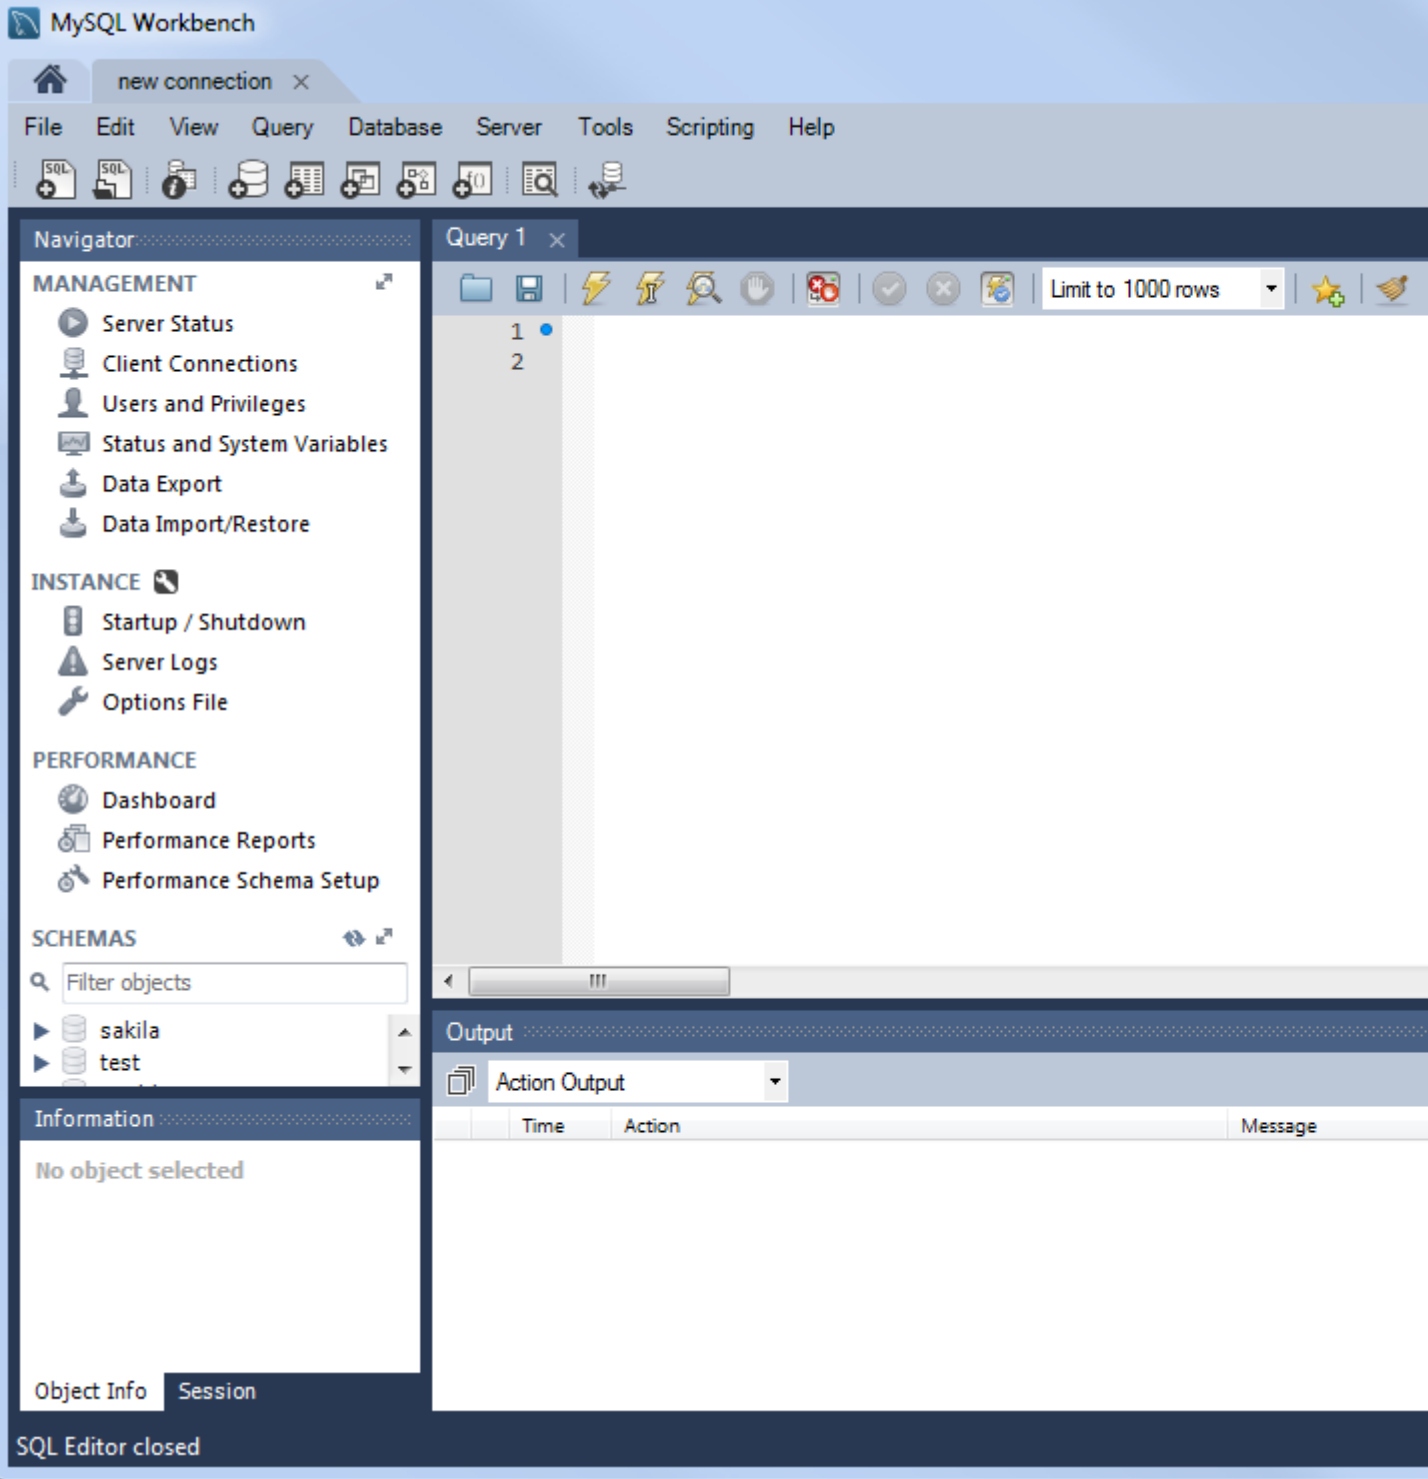 MySQL Workbench
new connection
File Edit View Query Database Server Tools Scripting Help
SQL SQL f()
Navigator
MANAGEMENT
Server Status
Client Connections
Users and Privileges
Status and System Variables
Data Export
Data Import/Restore
INSTANCE
Startup / Shutdown
Server Logs
Options File
PERFORMANCE
Dashboard
Performance Reports
Performance Schema Setup
SCHEMAS
Filter objects
sakila
test
Information
No object selected
Object Info Session
Query 1
Limit to 1000 rows
1
2
Output
Action Output
Time Action Message
SQL Editor closed